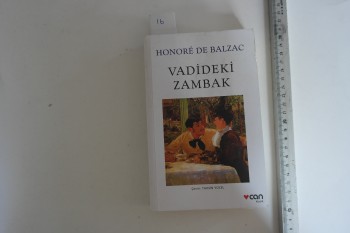 HONORÉ DE BALZAC
VADİDEKİ
ZAMBAK
can